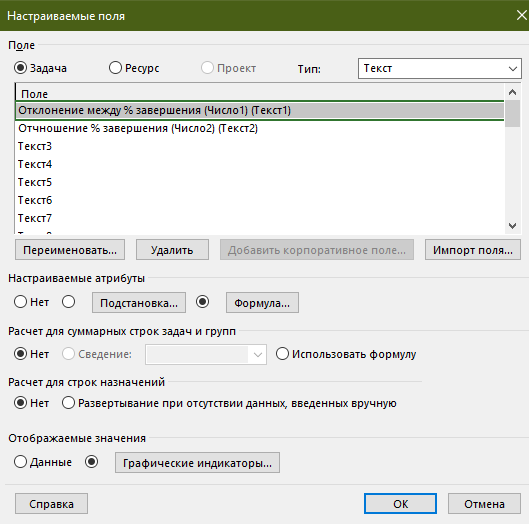 Настраиваемые поля
Поле
Задача Ресурс Проект Тип: Текст
Поле
Отклонение между % завершения (Число1) (Текст1)
Отчношение % завершения (Число2) (Текст2)
Текст3
Текст4
Текст5
Текст6
Текст7
Переименовать... Удалить Добавить корпоративное поле... Импорт поля...
Настраиваемые атрибуты
Нет Подстановка... Формула...
Расчет для суммарных строк задач и групп
Нет Сведение: Использовать формулу
Расчет для строк назначений
Нет Развертывание при отсутствии данных, введенных вручную
Отображаемые значения
Данные Графические индикаторы...
Справка ОК Отмена